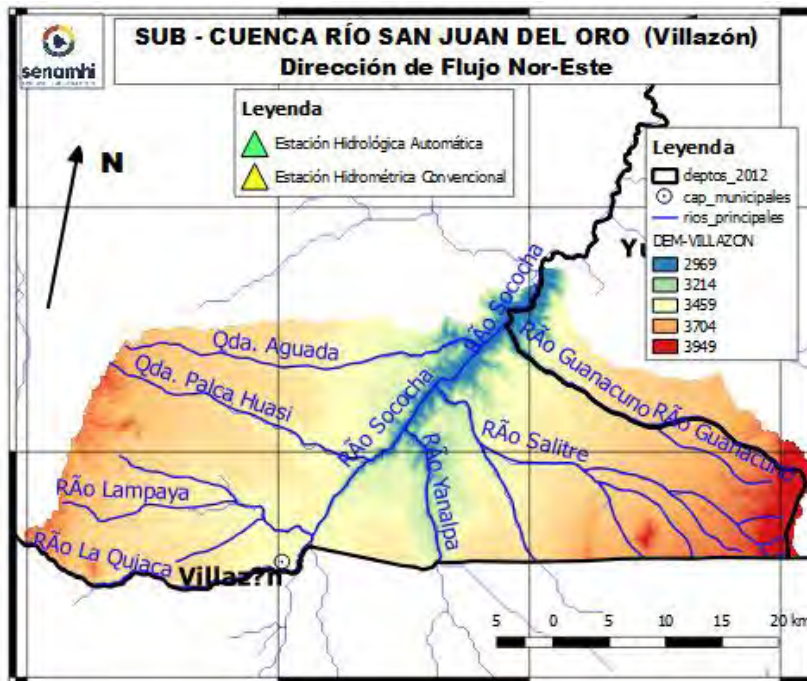 senamhi
SUB - CUENCA RÍO SAN JUAN DEL ORO (Villazón)
Dirección de Flujo Nor-Este
Leyenda
Estación Hidrológica Automática
Estación Hidrométrica Convencional
N
Leyenda
deptos_2012
cap_municipales
rios_principales
DEM-VILLAZON
2969
3214
3459
3704
3949
RÃo Sococha
Qda. Aguada
RÃo Guanacuno
Qda. Palca Huasi
RÃo Sococha
RÃo Guanacuno
RÃo Salitre
RÃo Yanalpa
RÃo Lampaya
RÃo La Quiaca
Villaz?n
5 0 5 10 15 20 km